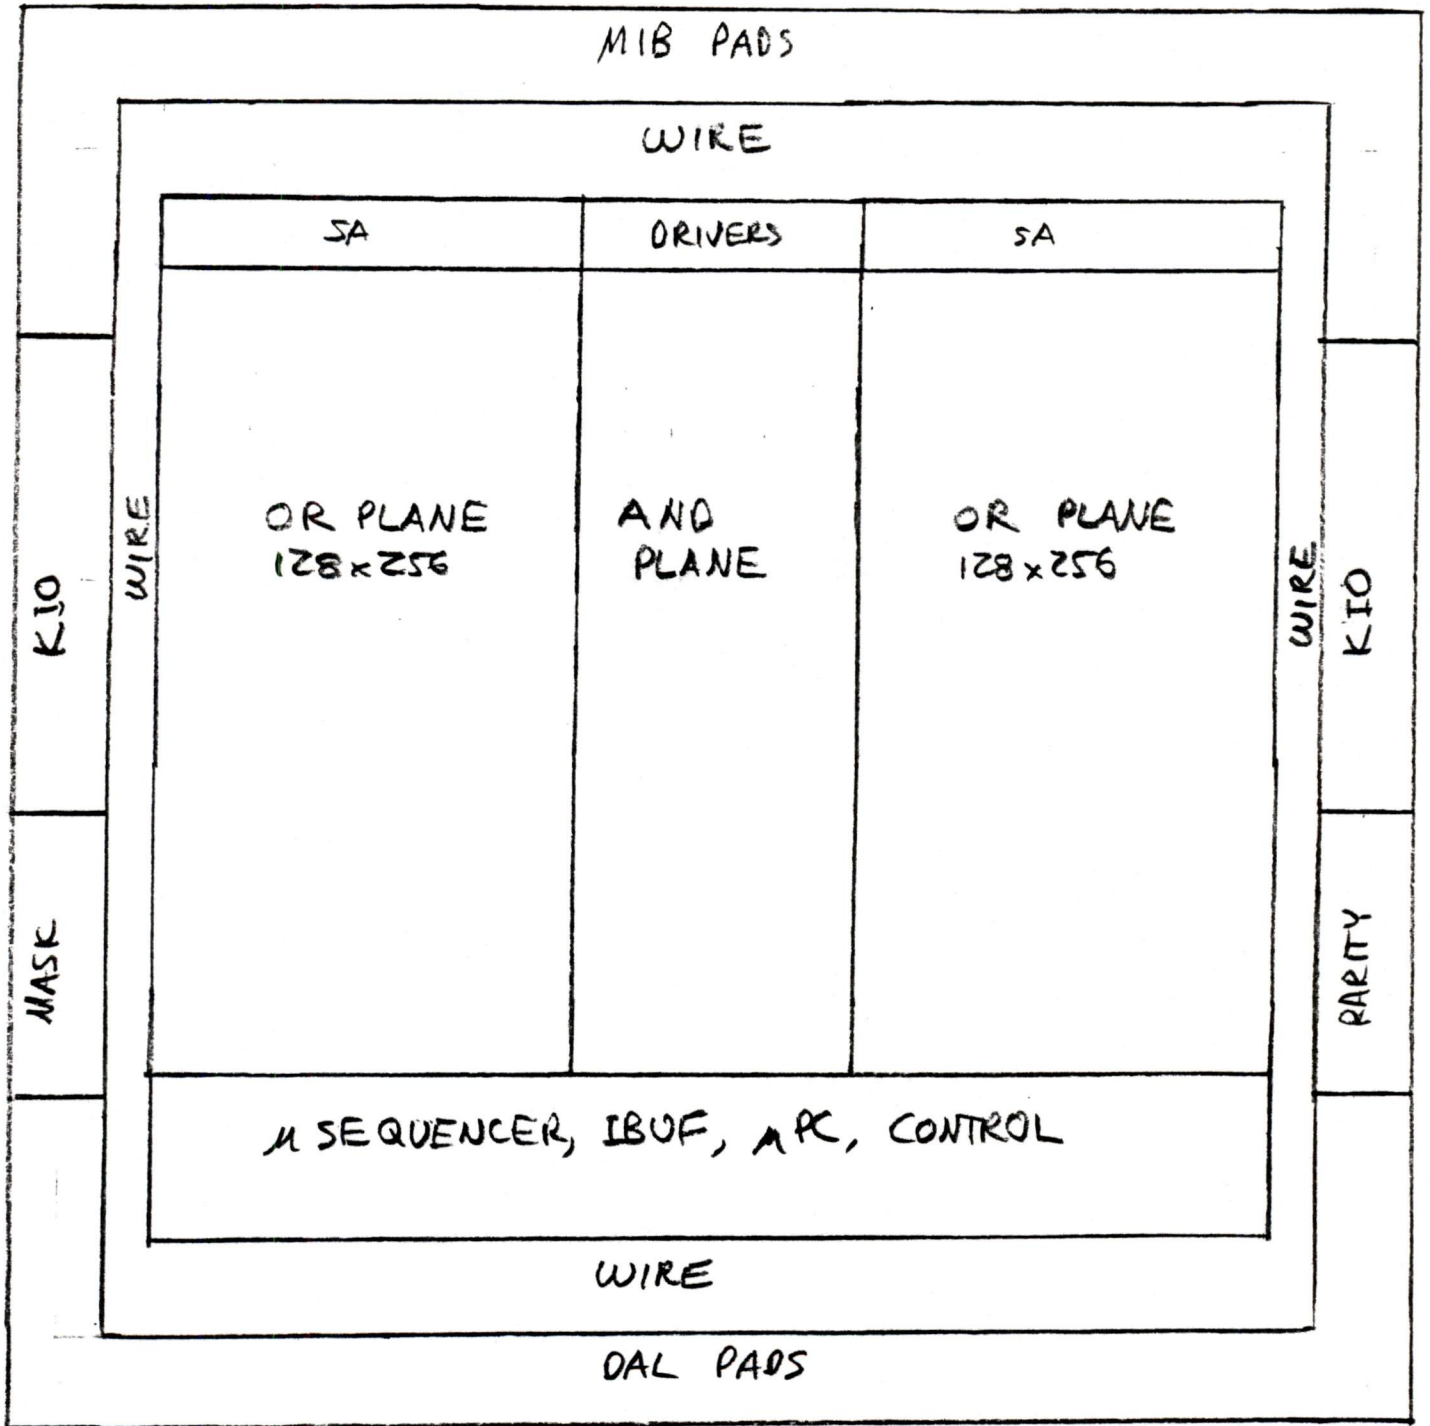 MIB PADS
WIRE
SA
DRIVERS
SA
OR PLANE
128x256
AND
PLANE
OR PLANE
128x256
WIRE
KIO
WIRE
KIO
MASK
PARITY
μ SEQUENCER, IBUF, μPC, CONTROL
WIRE
DAL PADS